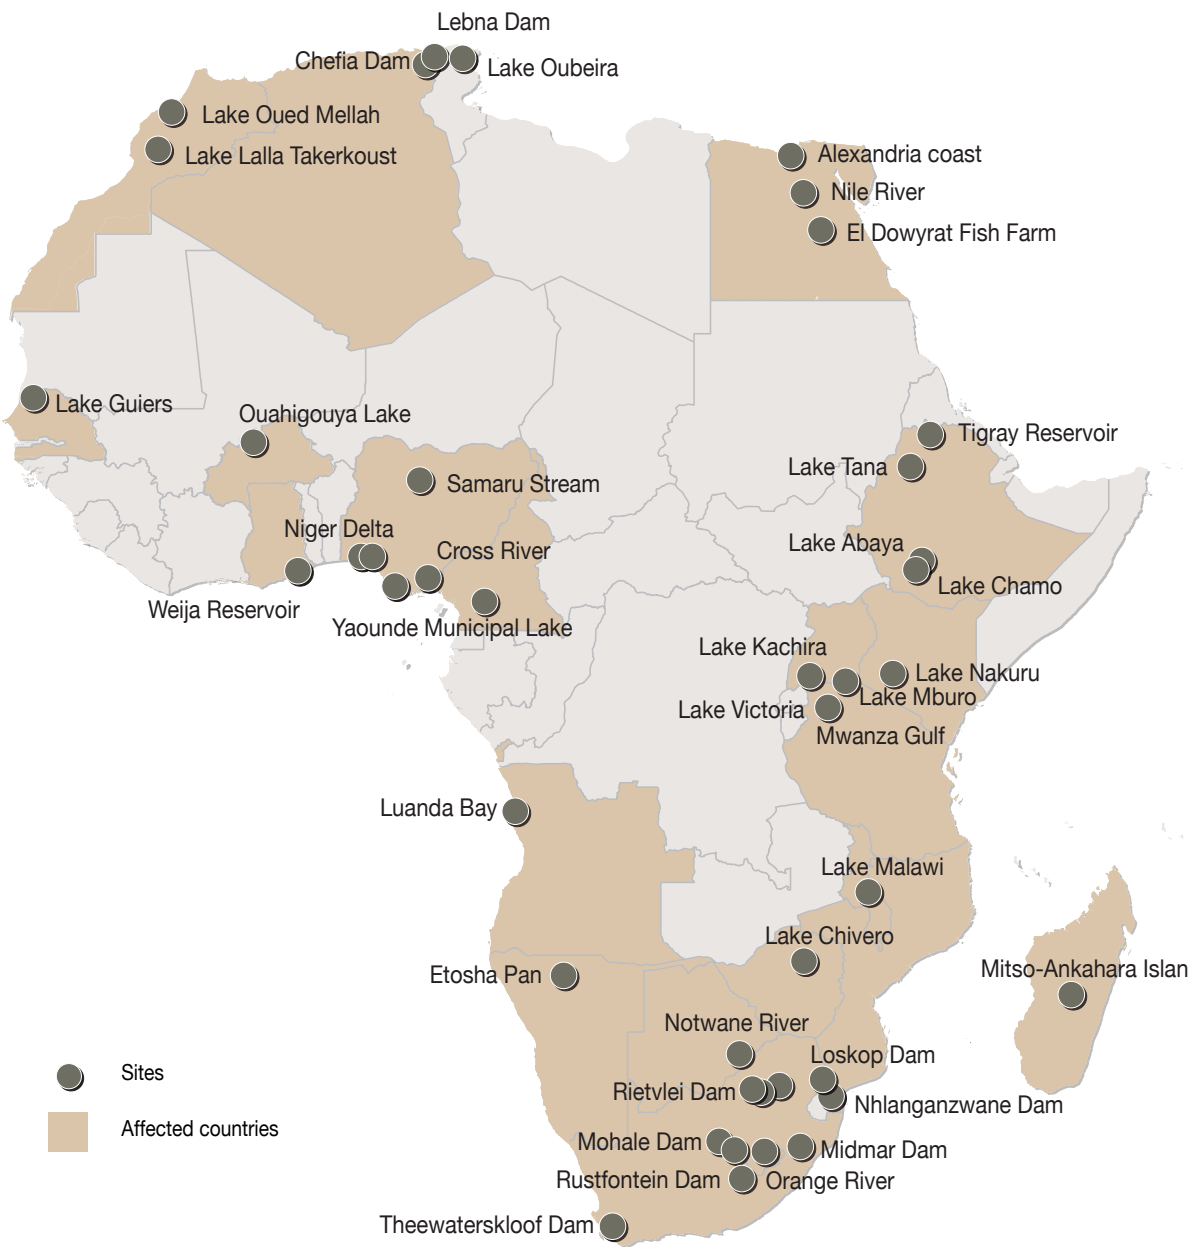 Lebna Dam
Chefia Dam
Lake Oubeira
Lake Oued Mellah
Lake Lalla Takerkoust
Alexandria coast
Nile River
El Dowyrat Fish Farm
Lake Guiers
Ouahigouya Lake
Tigray Reservoir
Lake Tana
Samaru Stream
Niger Delta
Cross River
Lake Abaya
Lake Chamo
Weija Reservoir
Yaounde Municipal Lake
Lake Kachira
Lake Nakuru
Lake Mburo
Lake Victoria
Mwanza Gulf
Luanda Bay
Lake Malawi
Lake Chivero
Etosha Pan
Mitso-Ankahara Islan
Notwane River
Loskop Dam
Sites
Rietvlei Dam
Nhlanganzwane Dam
Affected countries
Mohale Dam
Midmar Dam
Rustfontein Dam
Orange River
Theewaterskloof Dam